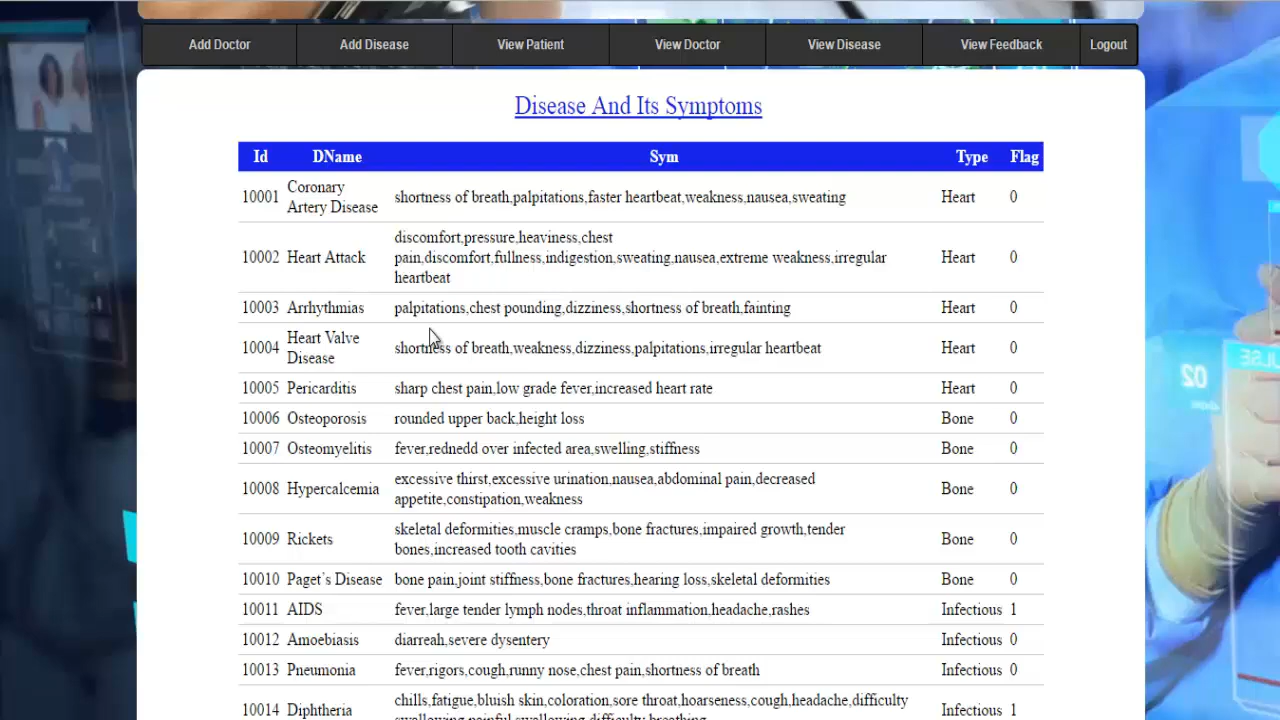 Add Doctor Add Disease View Patient View Doctor View Disease View Feedback Logout
Disease And Its Symptoms
Id DName Sym Type Flag
10001 Coronary Artery Disease shortness of breath,palpitations,faster heartbeat,weakness,nausea,sweating Heart 0
10002 Heart Attack discomfort,pressure,heaviness,chest
pain,discomfort,fullness,indigestion,sweating,nausea,extreme weakness,irregular
heartbeat Heart 0
10003 Arrhythmias palpitations,chest pounding,dizziness,shortness of breath,fainting Heart 0
10004 Heart Valve Disease shortness of breath,weakness,dizziness,palpitations,irregular heartbeat Heart 0
10005 Pericarditis sharp chest pain,low grade fever,increased heart rate Heart 0
10006 Osteoporosis rounded upper back,height loss Bone 0
10007 Osteomyelitis fever,rednedd over infected area,swelling,stiffness Bone 0
10008 Hypercalcemia excessive thirst,excessive urination,nausea,abdominal pain,decreased
appetite,constipation,weakness Bone 0
10009 Rickets skeletal deformities,muscle cramps,bone fractures,impaired growth,tender
bones,increased tooth cavities Bone 0
10010 Paget's Disease bone pain,joint stiffness,bone fractures,hearing loss,skeletal deformities Bone 0
10011 AIDS fever,large tender lymph nodes,throat inflammation,headache,rashes Infectious 1
10012 Amoebiasis diarreah,severe dysentery Infectious 0
10013 Pneumonia fever,rigors,cough,runny nose,chest pain,shortness of breath Infectious 0
10014 Diphtheria chills,fatigue,bluish skin,coloration,sore throat,hoarseness,cough,headache,difficulty
swallowing,painful swallowing,difficulty breathing Infectious 1
02